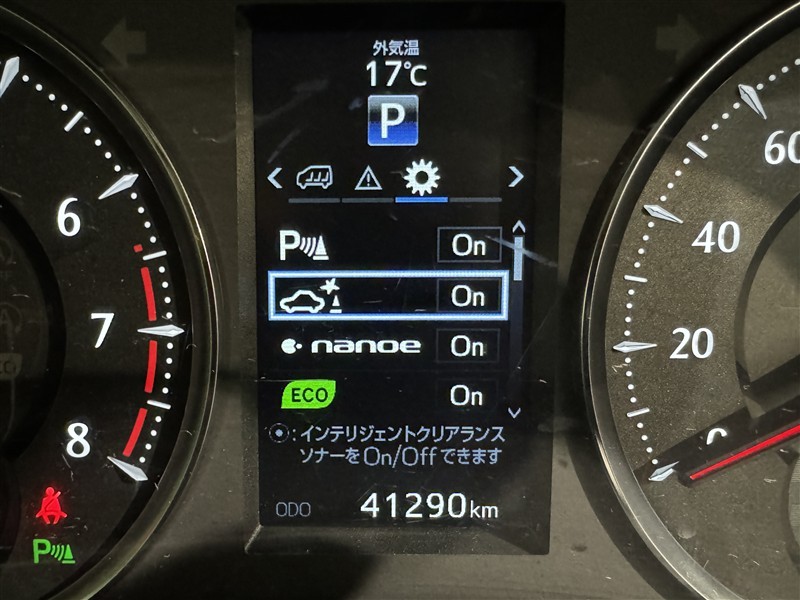 外気温
17℃
P
P On
On
nanoe On
ECO On
:インテリジェントクリアランス
ソナーをOn/Offできます
ODO 41290km
6
7
8
P
60
40
20
0